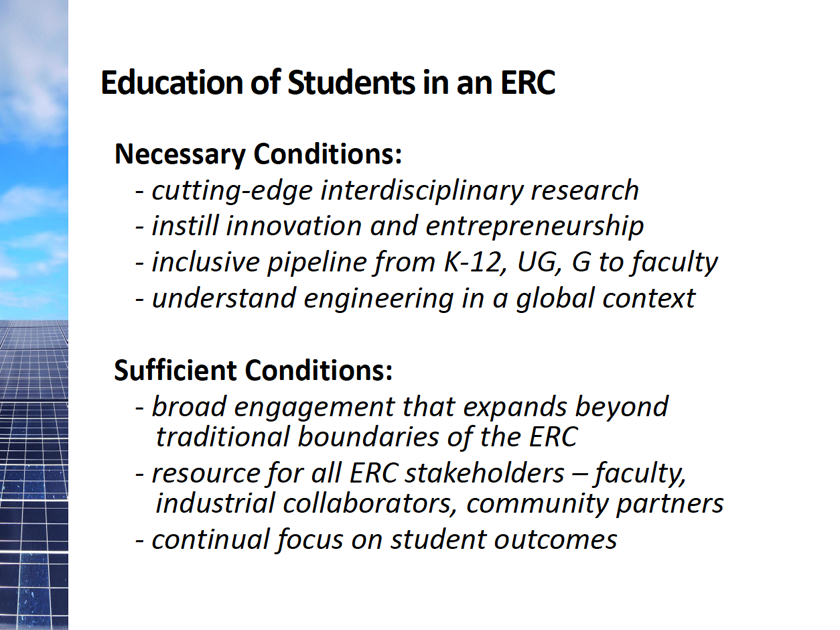 Education of Students in an ERC
Necessary Conditions:
- cutting-edge interdisciplinary research
- instill innovation and entrepreneurship
- inclusive pipeline from K-12, UG, G to faculty
- understand engineering in a global context
Sufficient Conditions:
- broad engagement that expands beyond
traditional boundaries of the ERC
- resource for all ERC stakeholders – faculty,
industrial collaborators, community partners
- continual focus on student outcomes